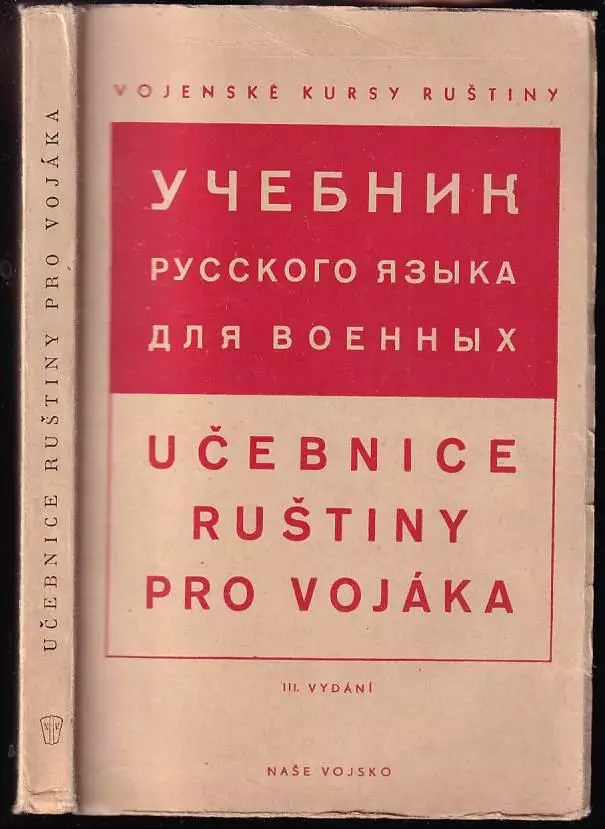 VOJENSKÉ KURSY RUŠTINY
УЧЕБНИК
РУССКОГО ЯЗЫКА
ДЛЯ ВОЕННЫХ
UČEBNICE
RUŠTINY
PRO VOJÁKA
III. VYDÁNÍ
NAŠE VOJSKO
UČEBNICE RUŠTINY PRO VOJÁKA